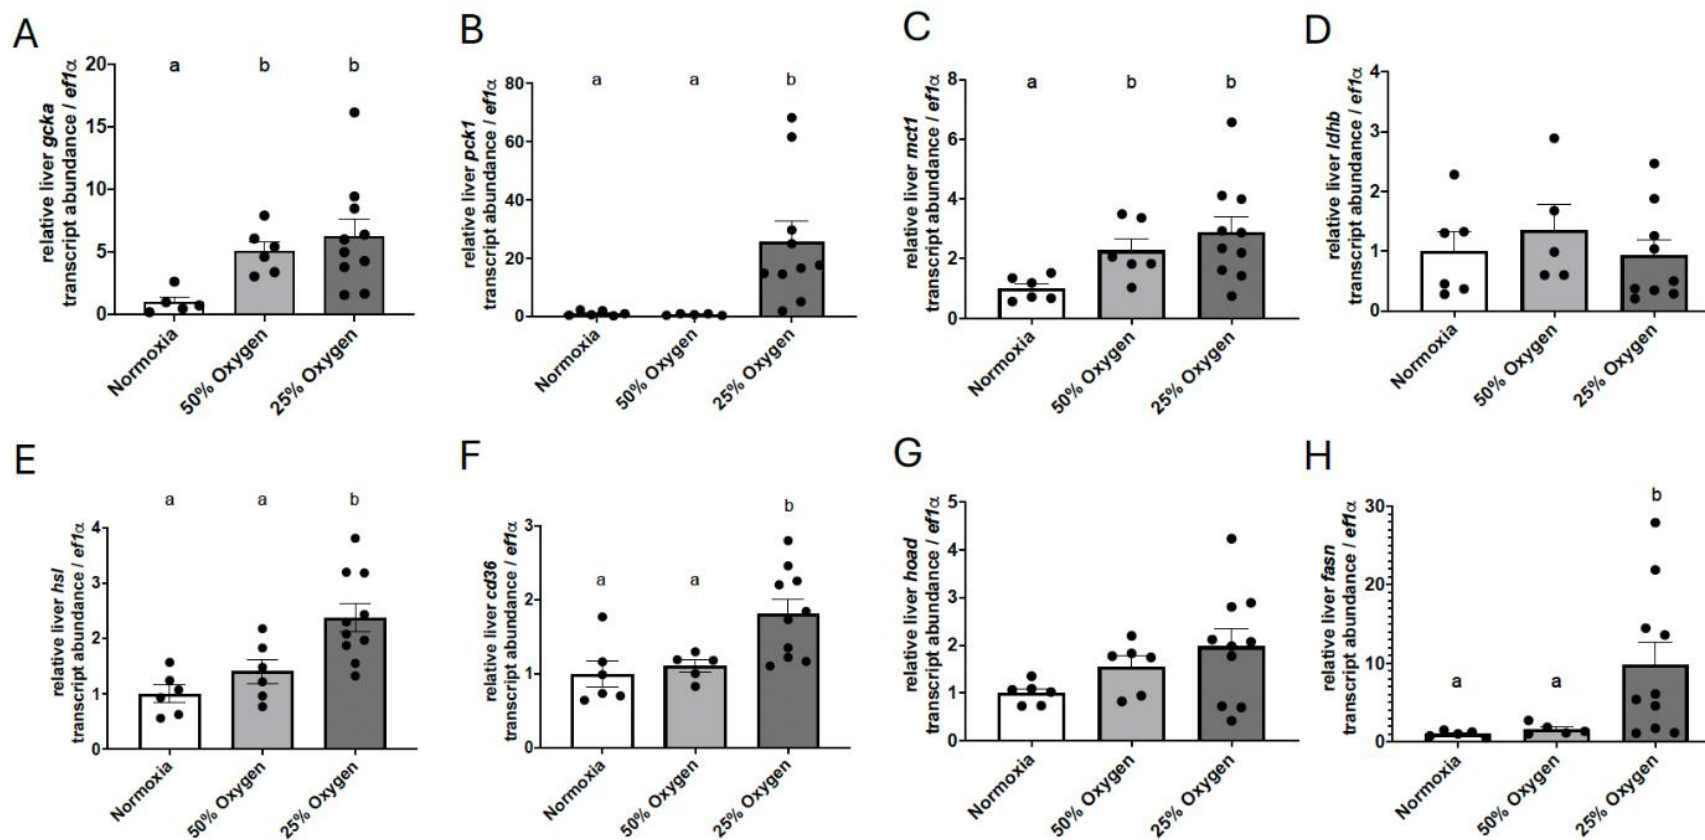 A
relative liver gcka
transcript abundance / ef1α
20
15
10
5
0
a
b
b
Normoxia
50% Oxygen
25% Oxygen
B
relative liver pck1
transcript abundance / ef1α
80
60
40
20
0
a
a
b
Normoxia
50% Oxygen
25% Oxygen
C
relative liver mct1
transcript abundance / ef1α
8
6
4
2
0
a
b
b
Normoxia
50% Oxygen
25% Oxygen
D
relative liver ldhb
transcript abundance / ef1α
4
3
2
1
0
Normoxia
50% Oxygen
25% Oxygen
E
relative liver hsl
transcript abundance / ef1α
4
3
2
1
0
a
a
b
Normoxia
50% Oxygen
25% Oxygen
F
relative liver cd36
transcript abundance / ef1α
3
2
1
0
a
a
b
Normoxia
50% Oxygen
25% Oxygen
G
relative liver hoad
transcript abundance / ef1α
5
4
3
2
1
0
Normoxia
50% Oxygen
25% Oxygen
H
relative liver fasn
transcript abundance / ef1α
30
20
10
0
a
a
b
Normoxia
50% Oxygen
25% Oxygen